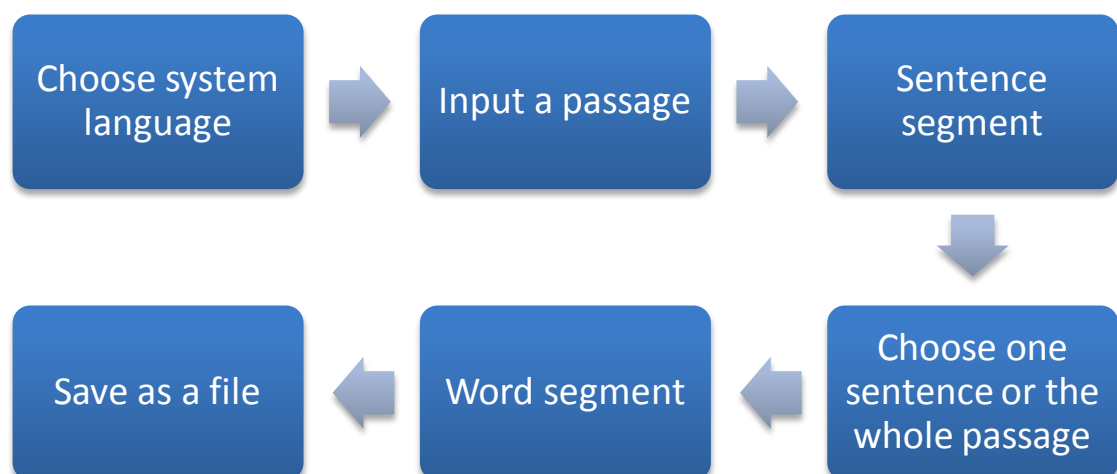 Choose system
language
Input a passage
Sentence
segment
Choose one
sentence or the
whole passage
Word segment
Save as a file